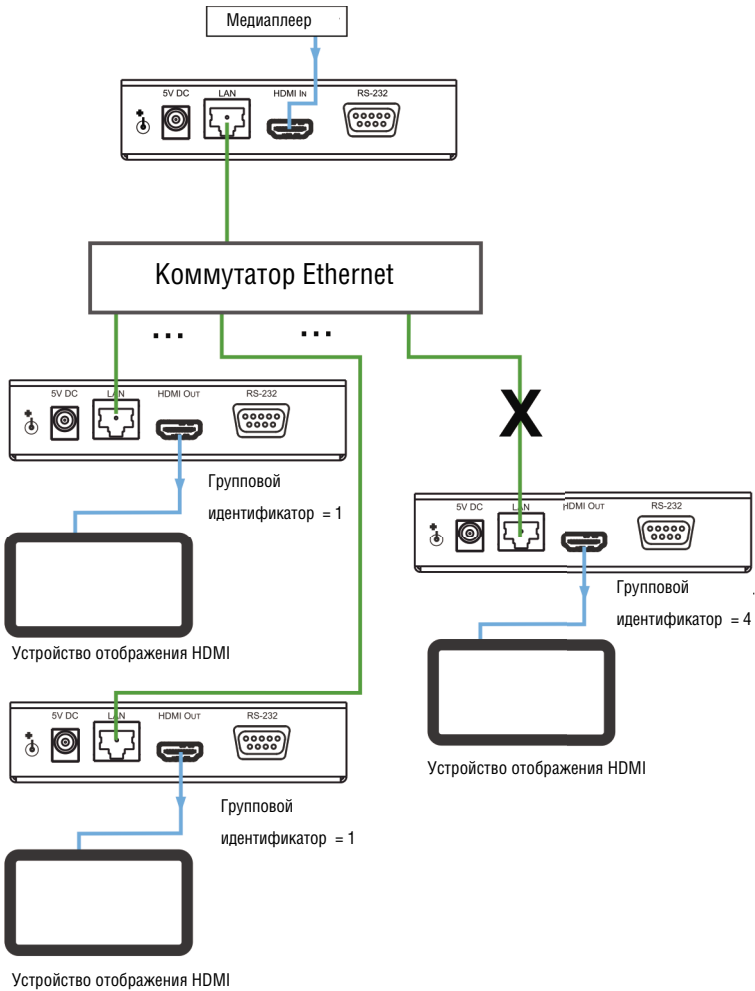 Медиаплеер
5V DC LAN HDMI IN RS-232
Коммутатор Ethernet
... ...
5V DC LAN HDMI OUT RS-232
Групповой
идентификатор = 1
Устройство отображения HDMI
X
5V DC LAN HDMI OUT RS-232
Групповой
идентификатор = 4
Устройство отображения HDMI
5V DC LAN HDMI OUT RS-232
Групповой
идентификатор = 1
Устройство отображения HDMI